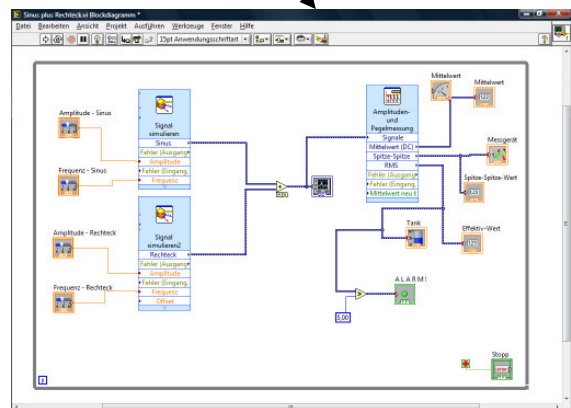 Sinus plus Rechteck.vi Blockdiagramm *
Datei Bearbeiten Ansicht Projekt Ausführen Werkzeuge Fenster Hilfe
15pt Anwendungsschriftart
Amplitude - Sinus
Frequenz - Sinus
Amplitude - Rechteck
Frequenz - Rechteck
Signal
simulieren
Sinus
Fehler (Ausgang
Amplitude
Fehler (Eingang,
Frequenz
Signal
simulieren2
Rechteck
Fehler (Ausgang
Amplitude
Fehler (Eingang,
Frequenz
Offset
Amplituden-
und
Pegelmessung
Signale
Mittelwert (DC)
Spitze-Spitze
RMS
Fehler (Ausgang
Fehler (Eingang,
Mittelwert neu b
Mittelwert
Mittelwert
Messgerät
Spitze-Spitze-Wert
Effektiv-Wert
Tank
ALARM!
5,00
Stopp
STOP
i